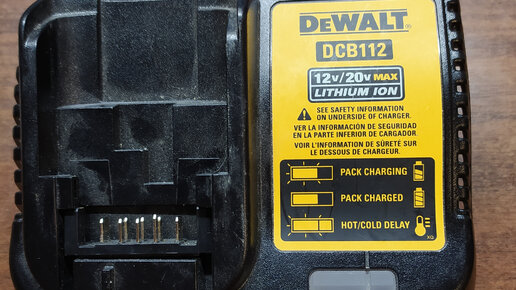 DEWALT®
DCB112
12v/20v MAX
LITHIUM ION
SEE SAFETY INFORMATION
ON UNDERSIDE OF CHARGER.
VER LA INFORMACIÓN DE SEGURIDAD
EN LA PARTE INFERIOR DE CARGADOR
VOIR L'INFORMATION DE SÛRETÉ SUR
LE DESSOUS DE CHARGEUR.
PACK CHARGING
PACK CHARGED
HOT/COLD DELAY